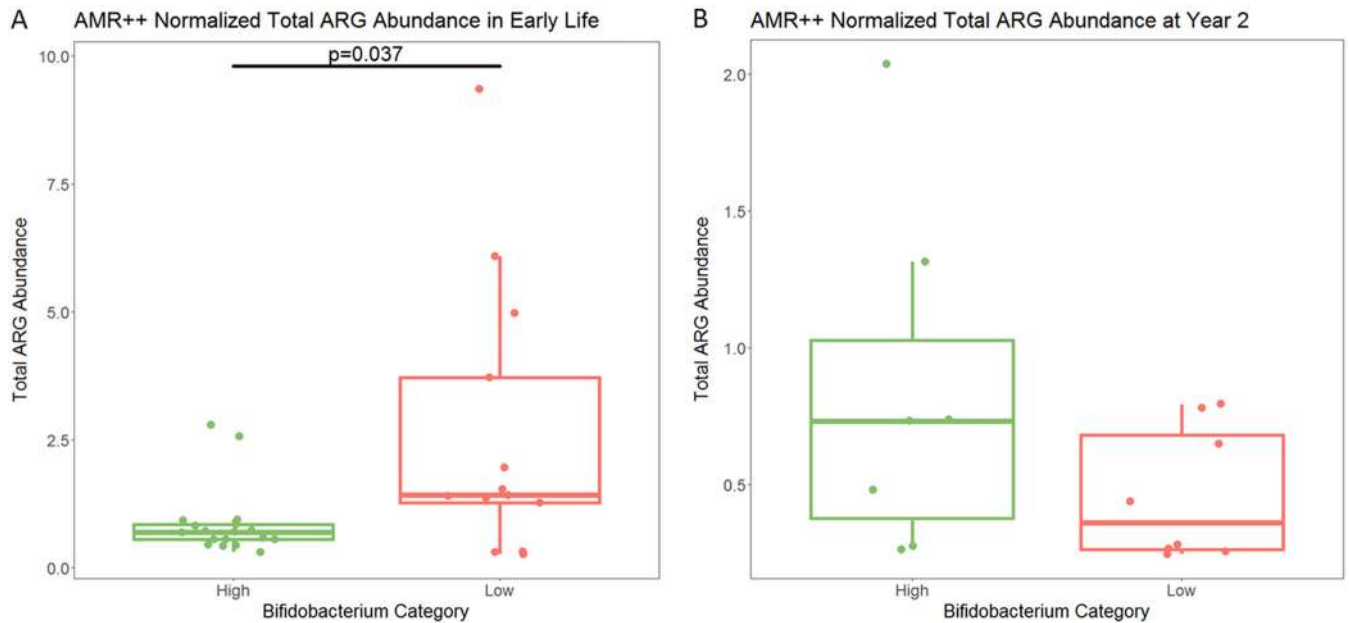 A
AMR++ Normalized Total ARG Abundance in Early Life
p=0.037
10.0
7.5
5.0
2.5
0.0
Total ARG Abundance
High
Low
Bifidobacterium Category
B
AMR++ Normalized Total ARG Abundance at Year 2
2.0
1.5
1.0
0.5
Total ARG Abundance
High
Low
Bifidobacterium Category